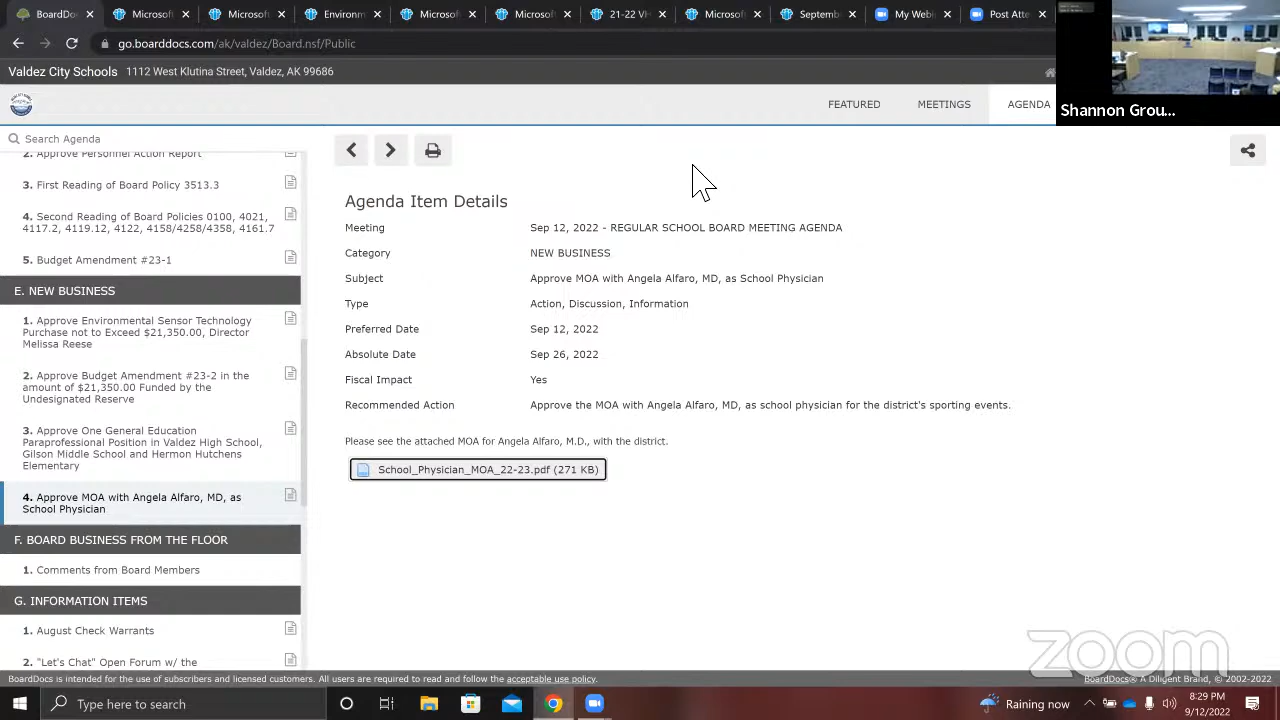 Microsof
Microsof
Environ
Microsof
Microsof
21-22
Microsof
Thumb
My Web
Post Atte
go.boarddocs.com/ak/valdez/Board.nsf/Public
Valdez City Schools 1112 West Klutina Street, Valdez, AK 99686
Shannon Grou...
FEATURED MEETINGS AGENDA
Search Agenda
2. Approve Personnel Action Report
3. First Reading of Board Policy 3513.3
4. Second Reading of Board Policies 0100, 4021,
4117.2, 4119.12, 4122, 4158/4258/4358, 4161.7
5. Budget Amendment #23-1
E. NEW BUSINESS
1. Approve Environmental Sensor Technology
Purchase not to Exceed $21,350.00, Director
Melissa Reese
2. Approve Budget Amendment #23-2 in the
amount of $21,350.00 Funded by the
Undesignated Reserve
3. Approve One General Education
Paraprofessional Position in Valdez High School,
Gilson Middle School and Hermon Hutchens
Elementary
4. Approve MOA with Angela Alfaro, MD, as
School Physician
F. BOARD BUSINESS FROM THE FLOOR
1. Comments from Board Members
G. INFORMATION ITEMS
1. August Check Warrants
2. "Let's Chat" Open Forum w/ the
Agenda Item Details
Meeting Sep 12, 2022 - REGULAR SCHOOL BOARD MEETING AGENDA
Category NEW BUSINESS
Subject Approve MOA with Angela Alfaro, MD, as School Physician
Type Action, Discussion, Information
Preferred Date Sep 12, 2022
Absolute Date Sep 26, 2022
Fiscal Impact Yes
Recommended Action Approve the MOA with Angela Alfaro, MD, as school physician for the district's sporting events.
Please see the attached MOA for Angela Alfaro, M.D., with the district.
School_Physician_MOA_22-23.pdf (271 KB)
zoom
BoardDocs is intended for the use of subscribers and licensed customers. All users are required to read and follow the acceptable use policy. BoardDocs® A Diligent Brand, © 2002-2022
Type here to search
Raining now
8:29 PM
9/12/2022